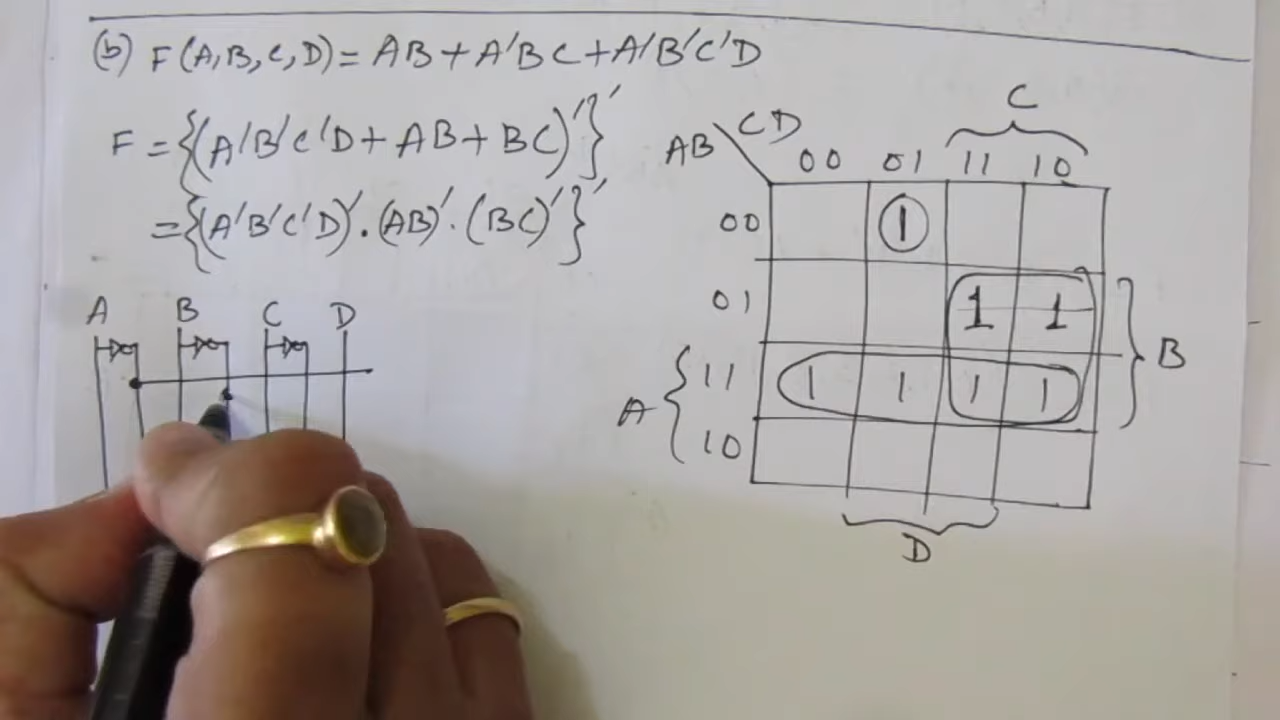 (b) F(A,B,C,D) = AB + A'BC + A'B'C'D
F = {(A'B'C'D + AB + BC)'}'
= {(A'B'C'D)' . (AB)' . (BC)'}'
A B C D
C
CD
AB
00 01 11 10
00 1
01 1 1
B
A
11 1 1 1 1
10
D